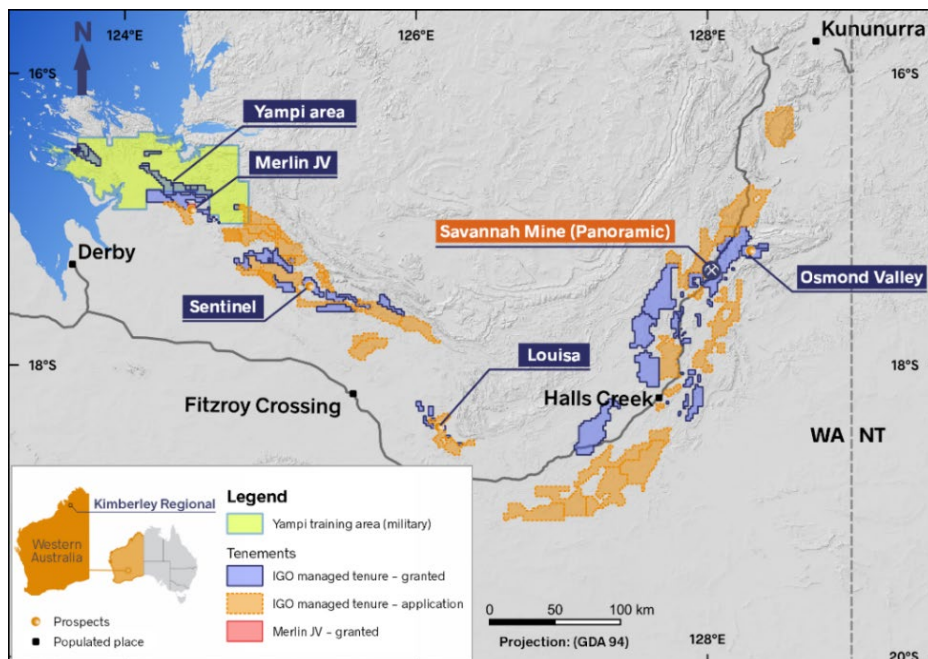 124°E
126°E
128°E
Kununurra
N
16°S
16°S
Yampi area
Merlin JV
Savannah Mine (Panoramic)
Derby
Osmond Valley
Sentinel
18°S
Louisa
18°S
Fitzroy Crossing
Halls Creek
WA
NT
Kimberley Regional
Western
Australia
Prospects
Populated place
Legend
Yampi training area (military)
Tenements
IGO managed tenure – granted
IGO managed tenure – application
Merlin JV – granted
0 50 100 km
Projection: (GDA 94)
128°E
20°S